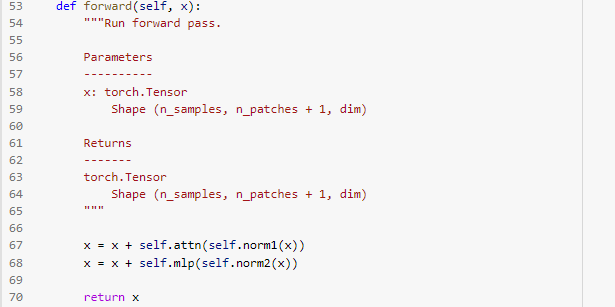 53 def forward(self, x):
54 """Run forward pass.
55
56 Parameters
57 ----------
58 x: torch.Tensor
59 Shape (n_samples, n_patches + 1, dim)
60
61 Returns
62 -------
63 torch.Tensor
64 Shape (n_samples, n_patches + 1, dim)
65 """
66
67 x = x + self.attn(self.norm1(x))
68 x = x + self.mlp(self.norm2(x))
69
70 return x